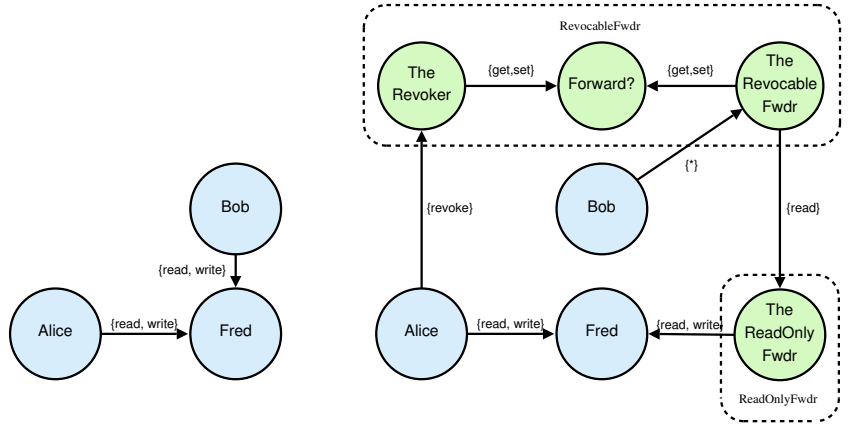 RevocableFwdr
The
Revoker
{get,set}
Forward?
{get,set}
The
Revocable
Fwdr
{*}
Bob
{read, write}
Bob
{revoke}
{read}
Alice
{read, write}
Fred
Alice
{read, write}
Fred
{read, write}
The
ReadOnly
Fwdr
ReadOnlyFwdr